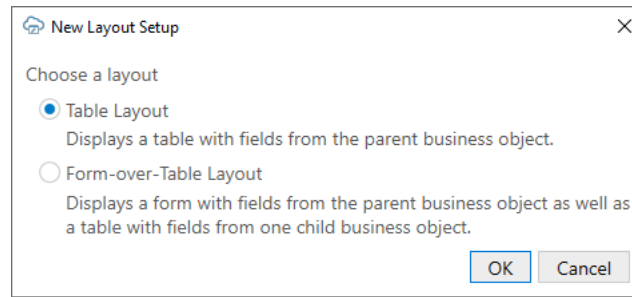 New Layout Setup
Choose a layout
Table Layout
Displays a table with fields from the parent business object.
Form-over-Table Layout
Displays a form with fields from the parent business object as well as
a table with fields from one child business object.
OK Cancel